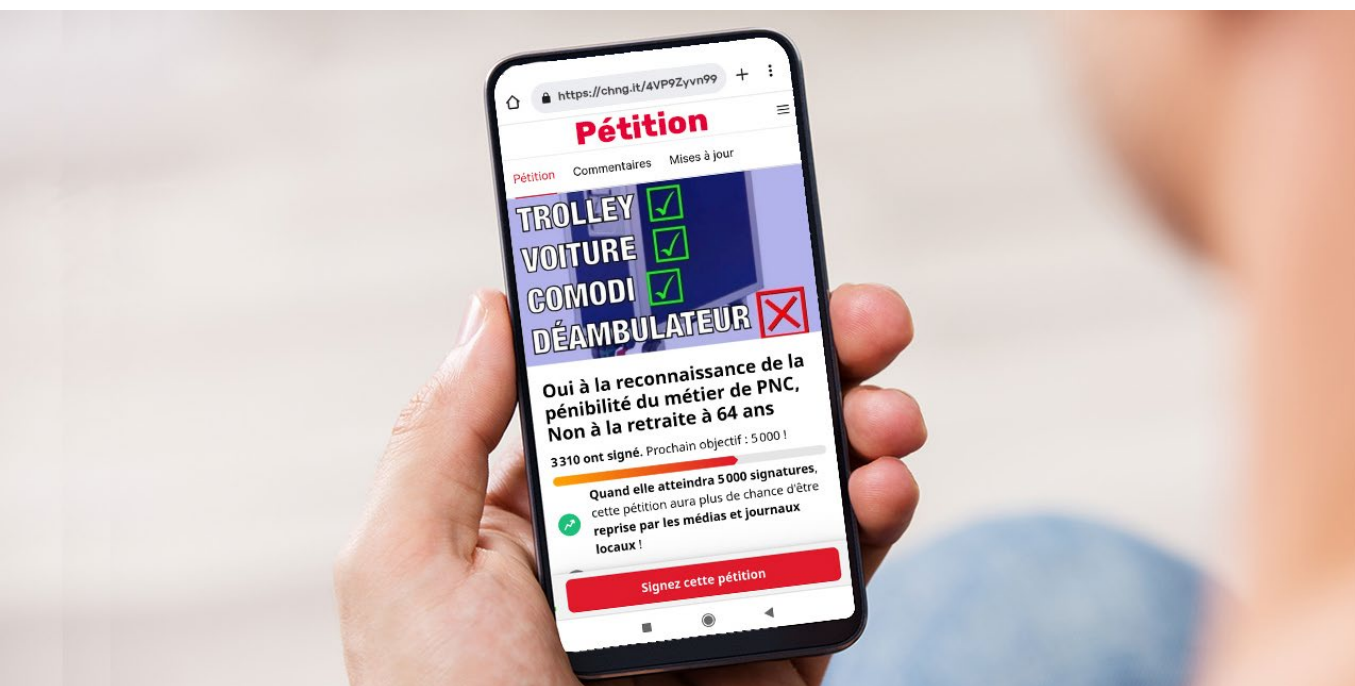 https://chng.it/4VP9Zyvn99
Pétition
Pétition Commentaires Mises à jour
TROLLEY
VOITURE
COMODI
DÉAMBULATEUR
Oui à la reconnaissance de la
pénibilité du métier de PNC,
Non à la retraite à 64 ans
3 310 ont signé. Prochain objectif : 5 000 !
Quand elle atteindra 5 000 signatures,
cette pétition aura plus de chance d'être
reprise par les médias et journaux
locaux !
Signez cette pétition